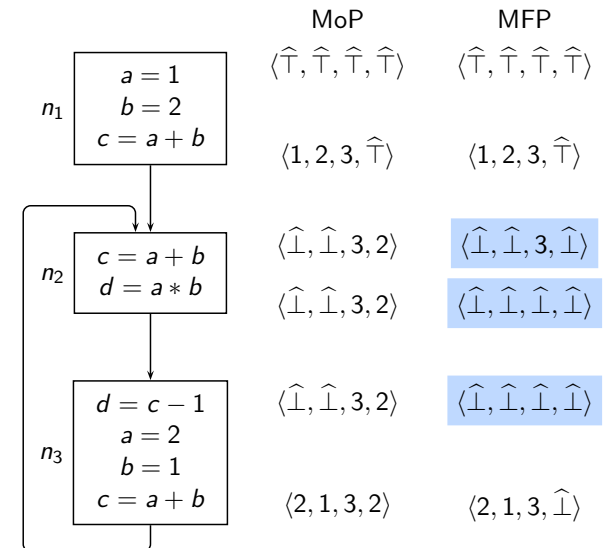 MoP MFP
⟨⊤̂, ⊤̂, ⊤̂, ⊤̂⟩ ⟨⊤̂, ⊤̂, ⊤̂, ⊤̂⟩
n₁
a = 1
b = 2
c = a + b
⟨1, 2, 3, ⊤̂⟩ ⟨1, 2, 3, ⊤̂⟩
n₂
c = a + b
d = a ∗ b
⟨⊥̂, ⊥̂, 3, 2⟩ ⟨⊥̂, ⊥̂, 3, ⊥̂⟩
⟨⊥̂, ⊥̂, 3, 2⟩ ⟨⊥̂, ⊥̂, ⊥̂, ⊥̂⟩
n₃
d = c − 1
a = 2
b = 1
c = a + b
⟨⊥̂, ⊥̂, 3, 2⟩ ⟨⊥̂, ⊥̂, ⊥̂, ⊥̂⟩
⟨2, 1, 3, 2⟩ ⟨2, 1, 3, ⊥̂⟩